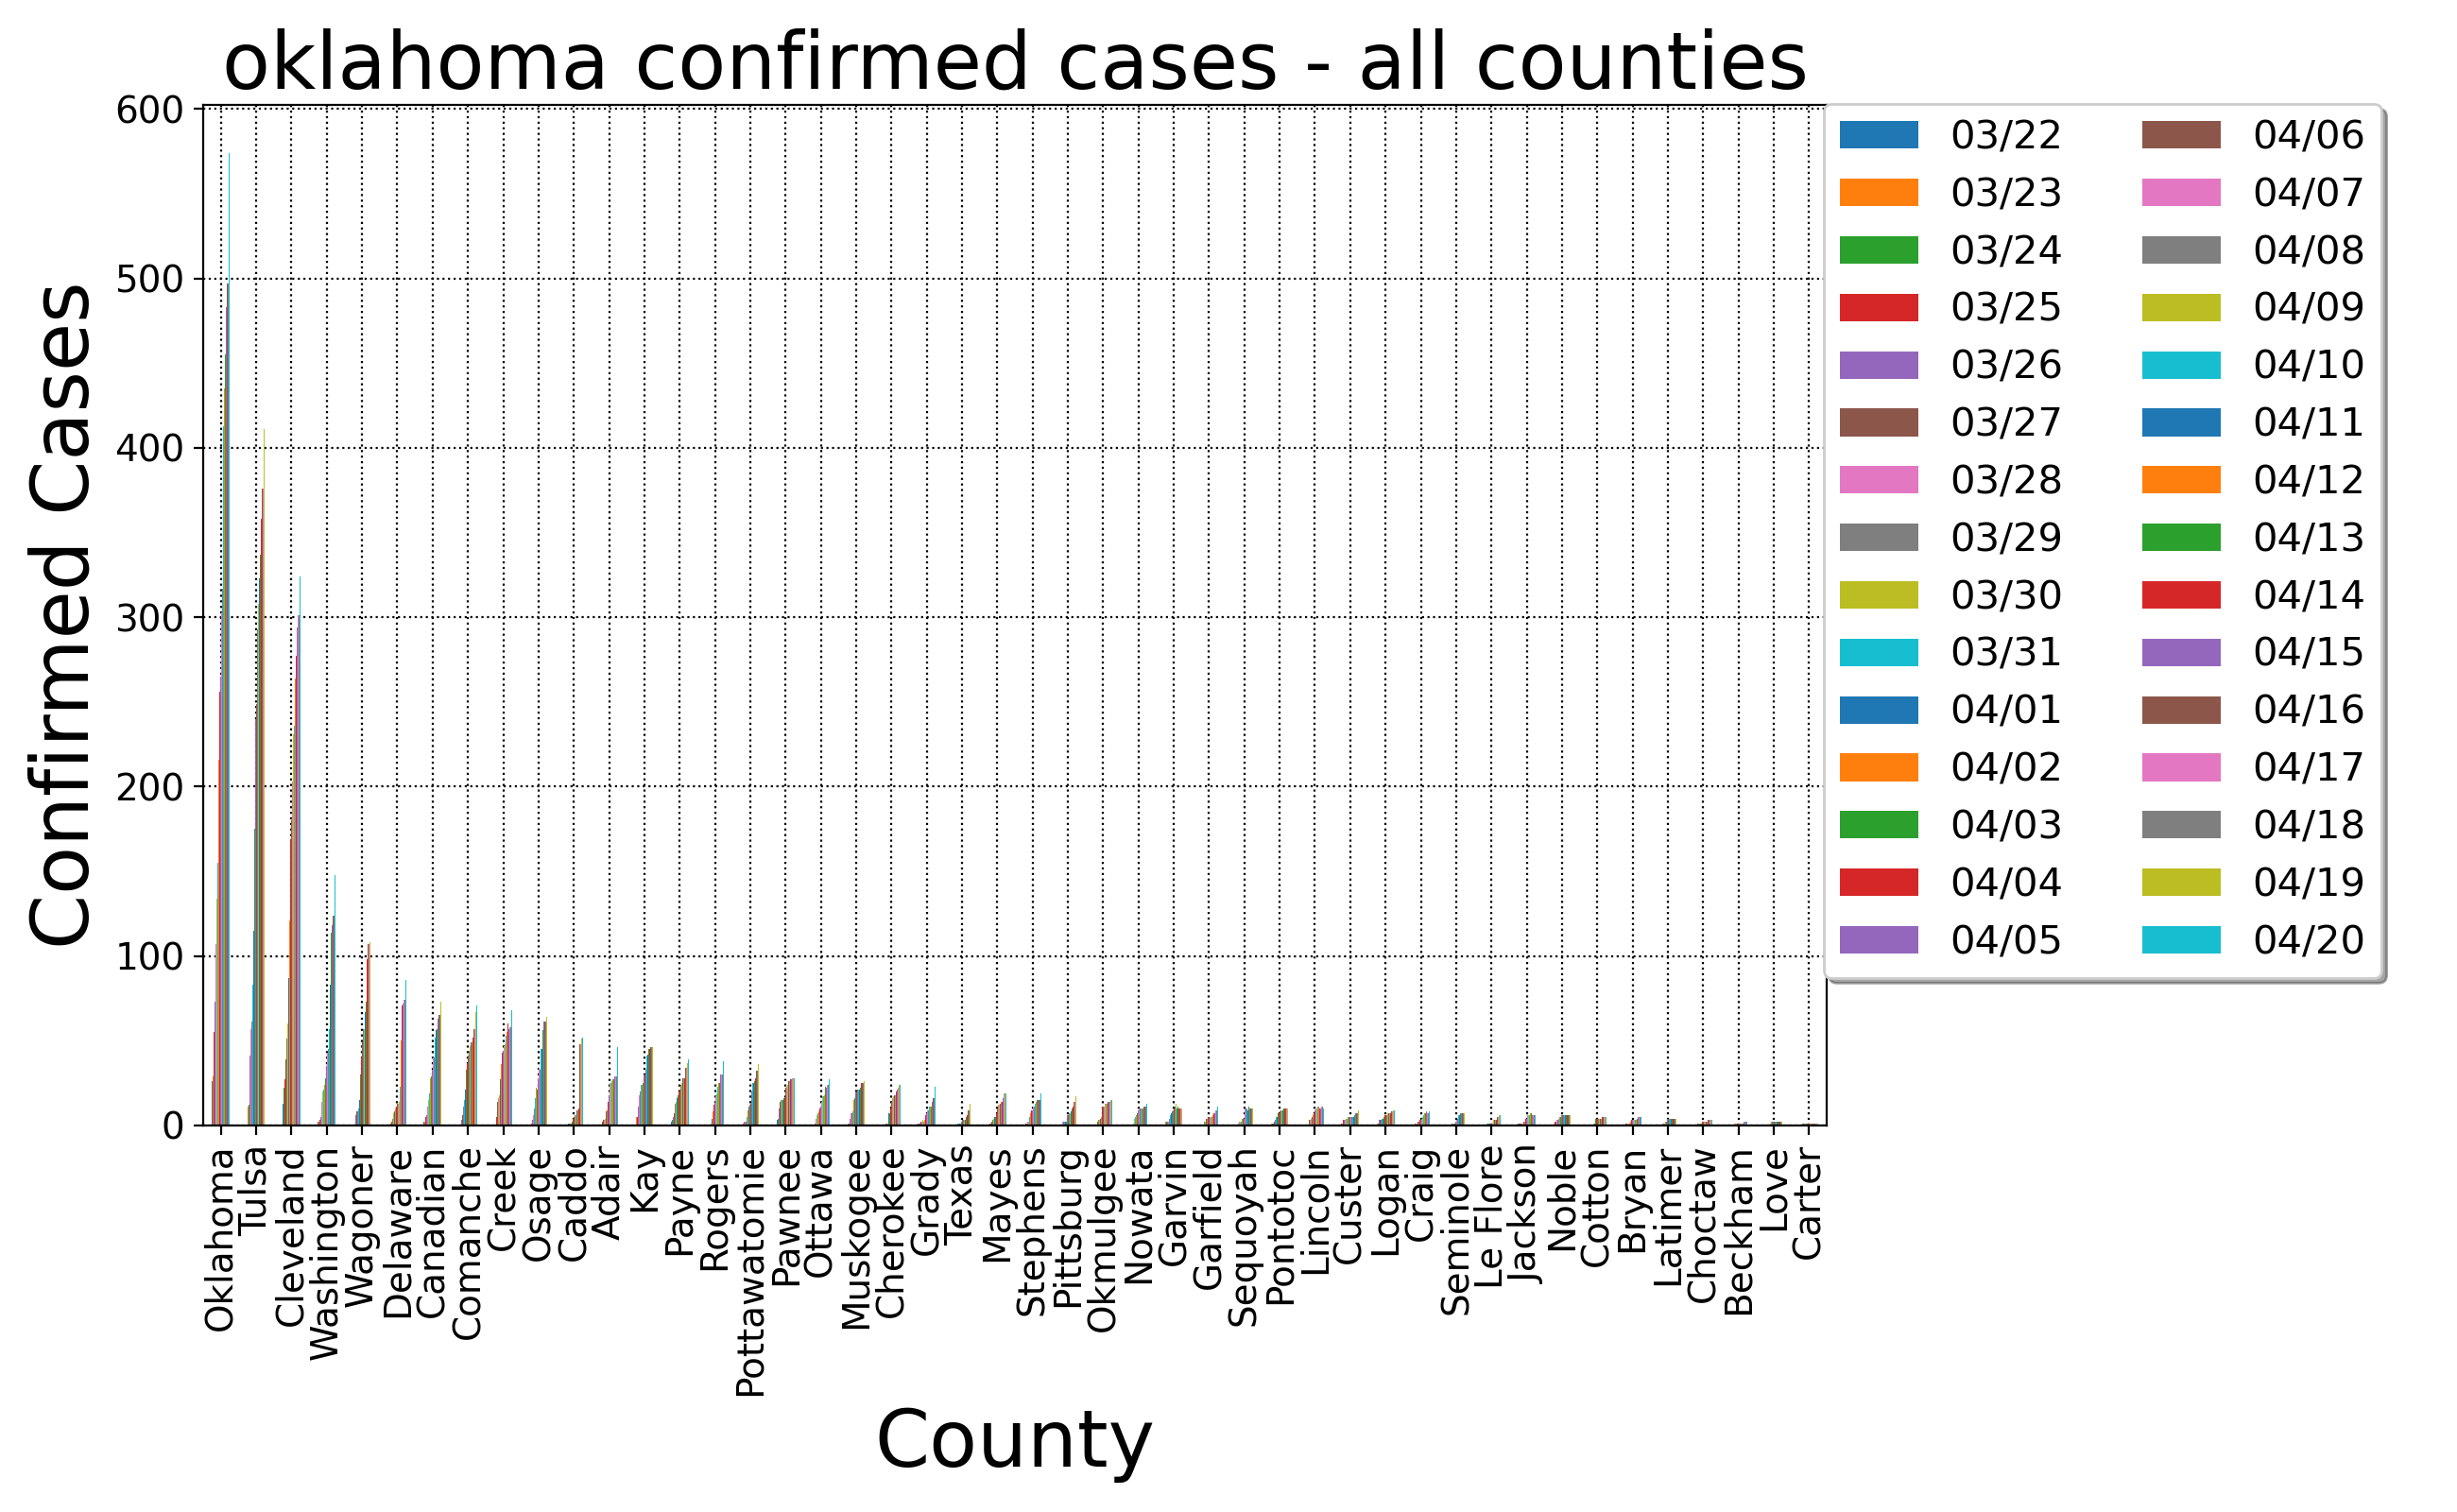 oklahoma confirmed cases - all counties
Confirmed Cases
600
500
400
300
200
100
0
03/22
03/23
03/24
03/25
03/26
03/27
03/28
03/29
03/30
03/31
04/01
04/02
04/03
04/04
04/05
04/06
04/07
04/08
04/09
04/10
04/11
04/12
04/13
04/14
04/15
04/16
04/17
04/18
04/19
04/20
Oklahoma
Tulsa
Cleveland
Washington
Wagoner
Delaware
Canadian
Comanche
Creek
Osage
Caddo
Adair
Kay
Payne
Rogers
Pottawatomie
Pawnee
Ottawa
Muskogee
Cherokee
Grady
Texas
Mayes
Stephens
Pittsburg
Okmulgee
Nowata
Garvin
Garfield
Sequoyah
Pontotoc
Lincoln
Custer
Logan
Craig
Seminole
Le Flore
Jackson
Noble
Cotton
Bryan
Latimer
Choctaw
Beckham
Love
Carter
County